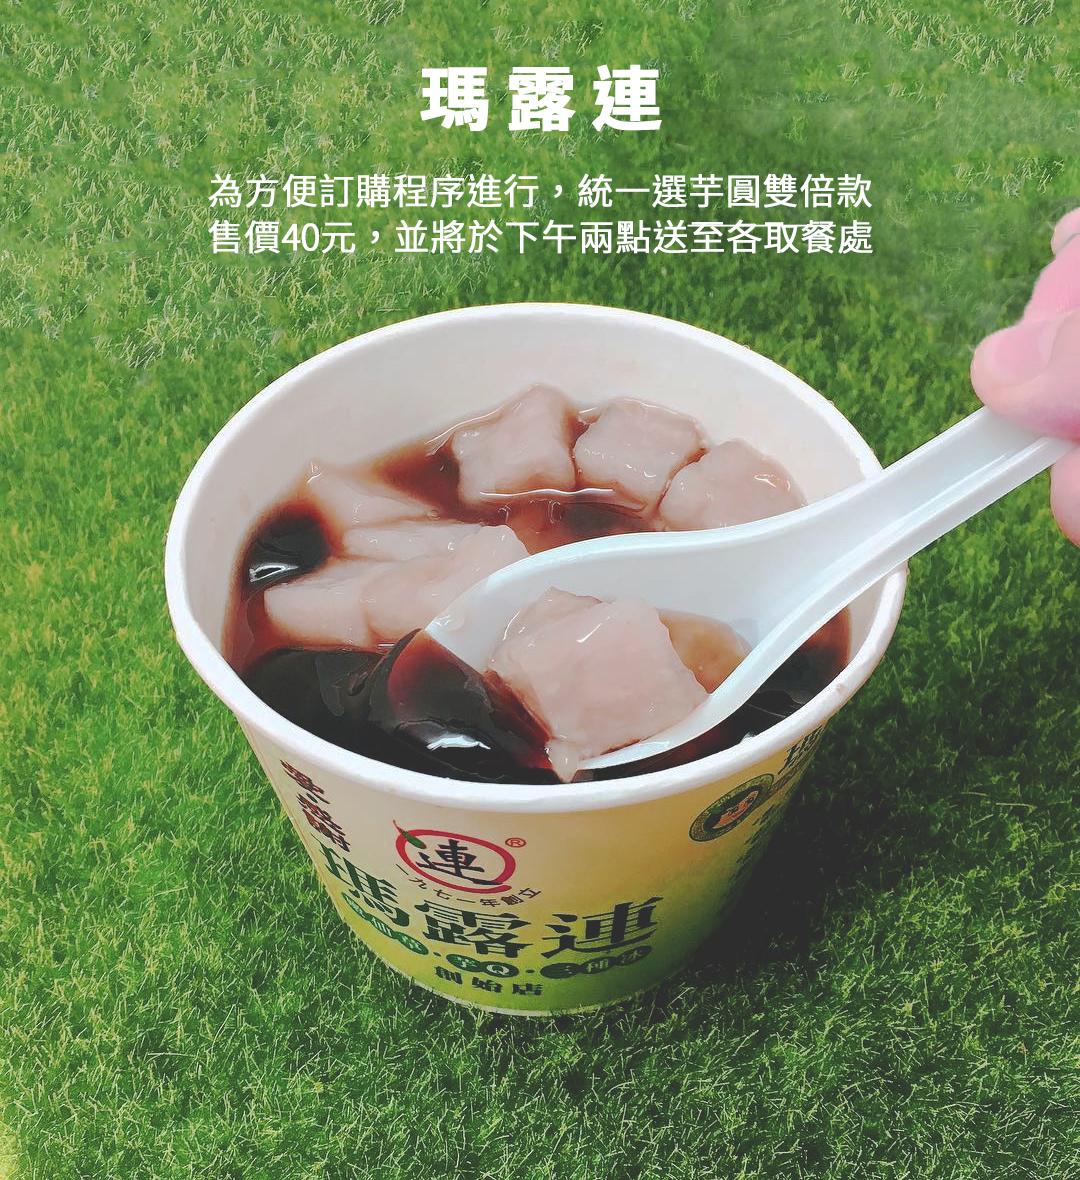 瑪露連
為方便訂購程序進行，統一選芋圓雙倍款
售價40元，並將於下午兩點送至各取餐處
連
®
一九七一年創立
瑪露連
創始店